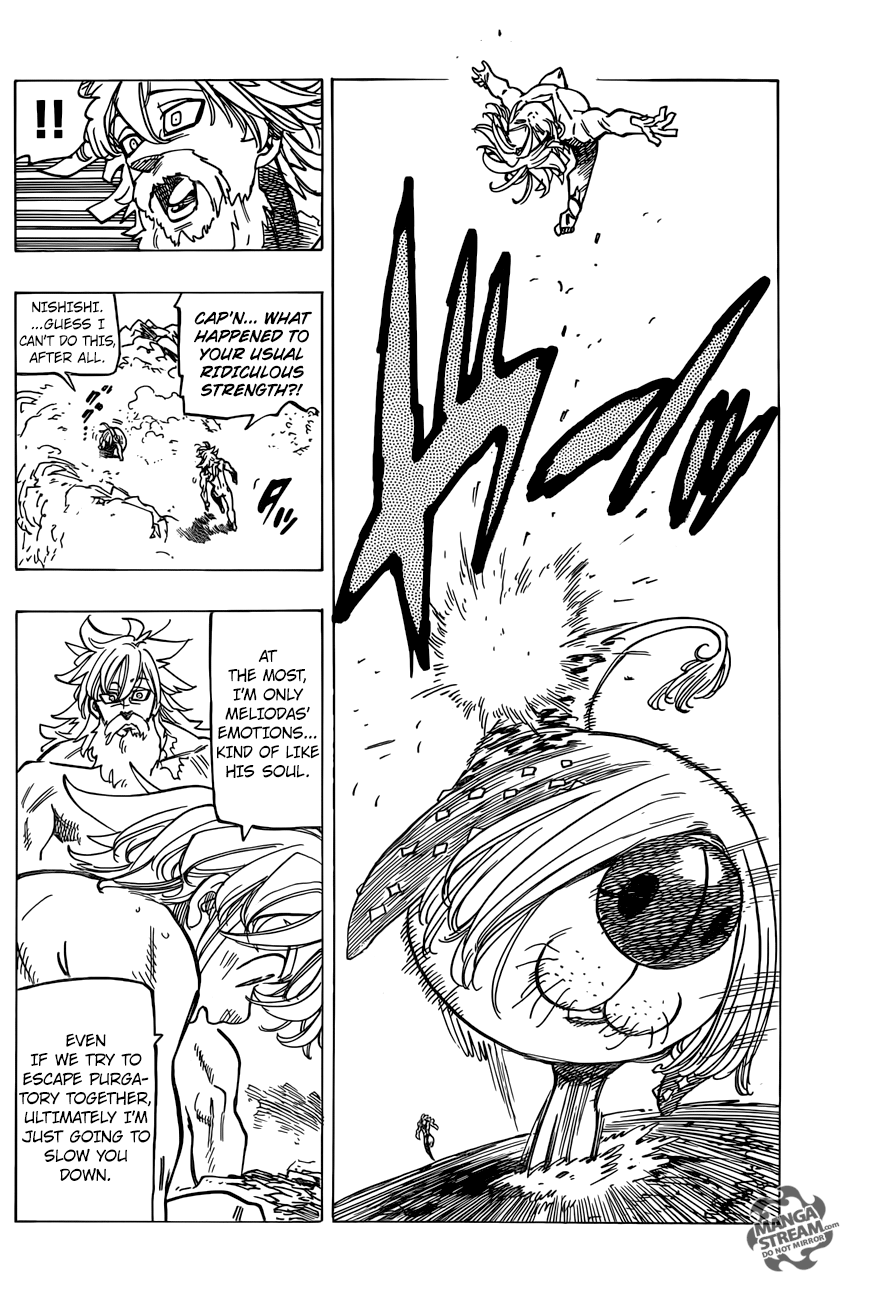 !!
CAP'N... WHAT
HAPPENED TO
YOUR USUAL
RIDICULOUS
STRENGTH?!
NISHISHI.
...GUESS I
CAN'T DO THIS,
AFTER ALL.
AT
THE MOST,
I'M ONLY
MELIODAS'
EMOTIONS...
KIND OF LIKE
HIS SOUL.
EVEN
IF WE TRY TO
ESCAPE PURGA-
TORY TOGETHER,
ULTIMATELY I'M
JUST GOING TO
SLOW YOU
DOWN.
MANGA
STREAM.com
DO NOT MIRROR